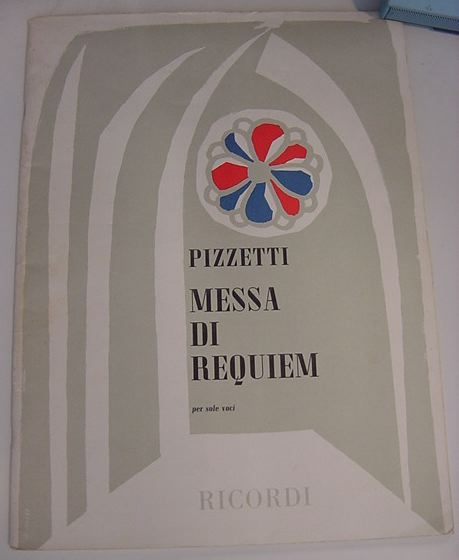 PIZZETTI
MESSA
DI
REQUIEM
per sole voci
RICORDI